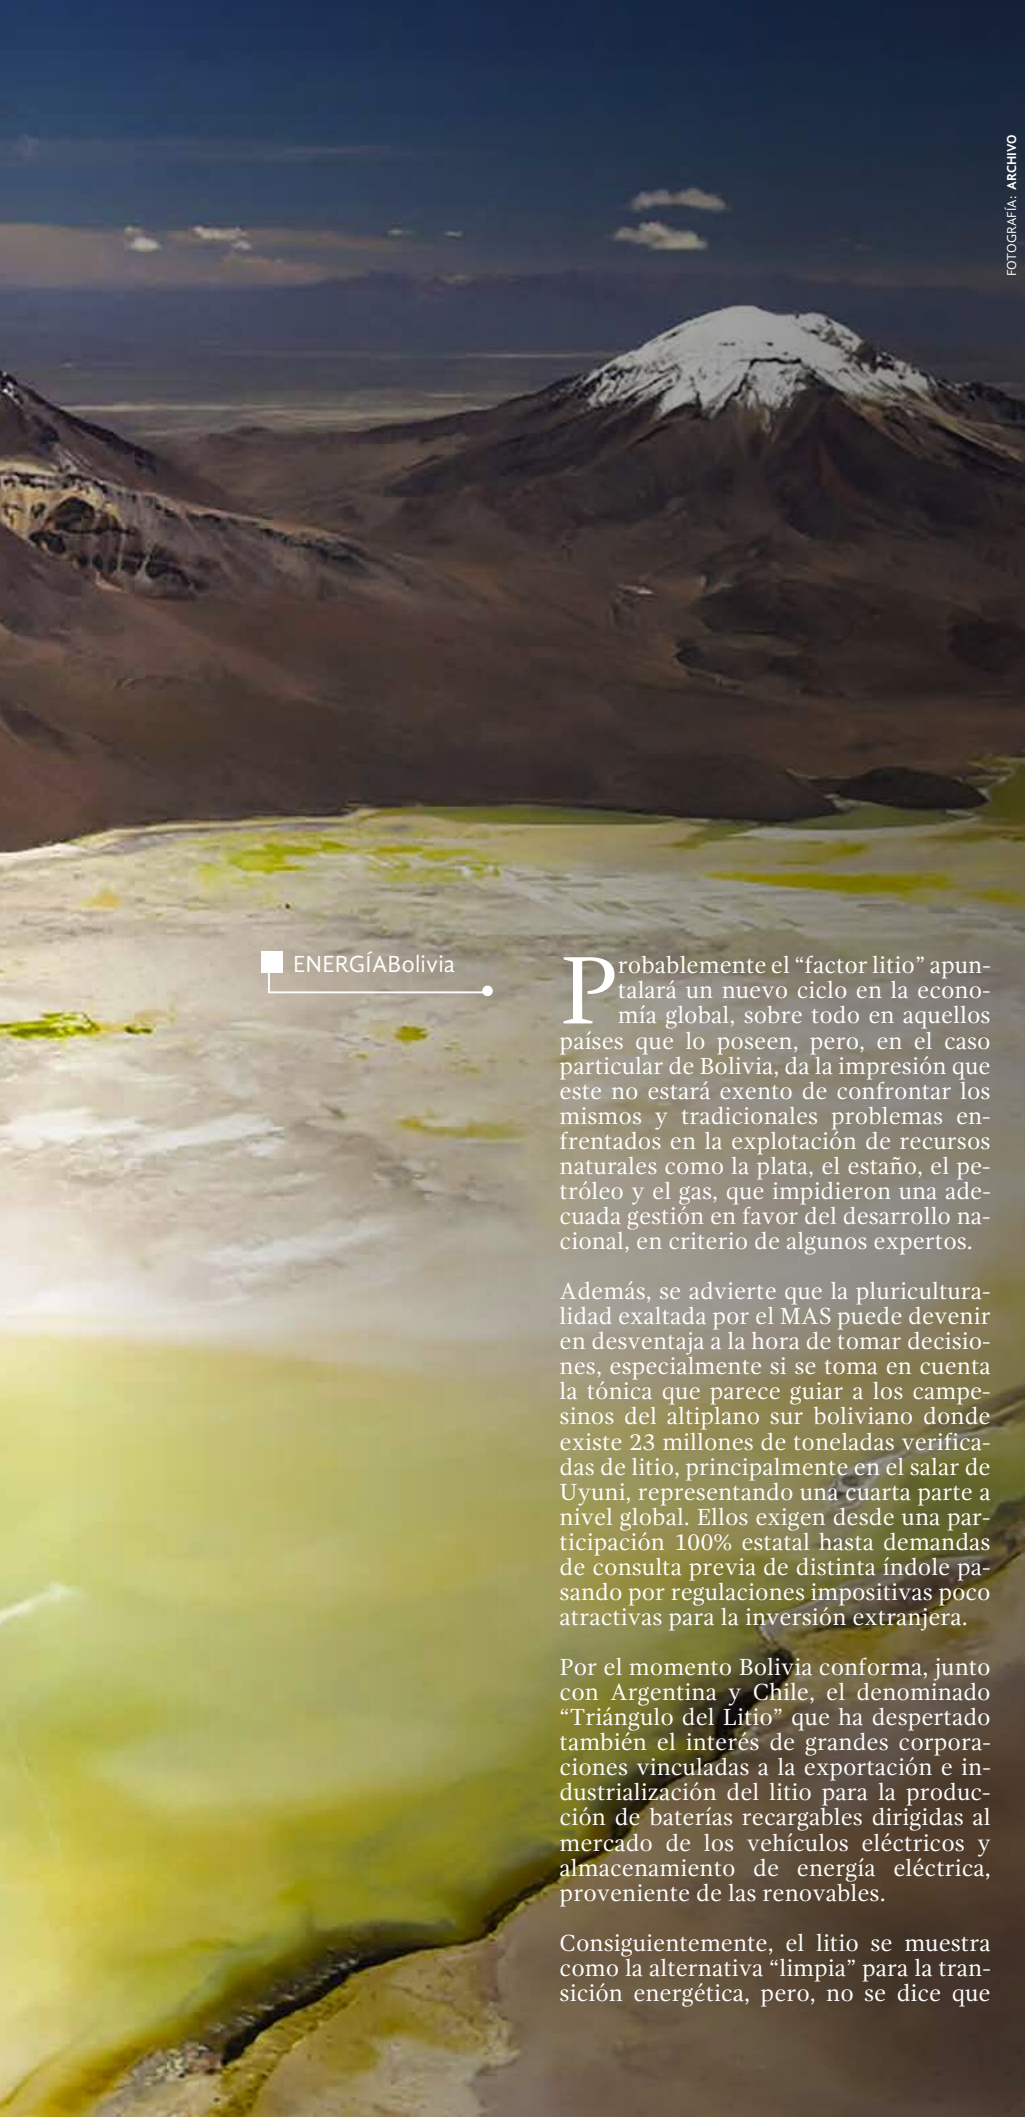 FOTOGRAFÍA: ARCHIVO
ENERGÍABolivia
Probablemente el “factor litio” apun-
talará un nuevo ciclo en la econo-
mía global, sobre todo en aquellos
países que lo poseen, pero, en el caso
particular de Bolivia, da la impresión que
este no estará exento de confrontar los
mismos y tradicionales problemas en-
frentados en la explotación de recursos
naturales como la plata, el estaño, el pe-
tróleo y el gas, que impidieron una ade-
cuada gestión en favor del desarrollo na-
cional, en criterio de algunos expertos.
Además, se advierte que la pluricultura-
lidad exaltada por el MAS puede devenir
en desventaja a la hora de tomar decisio-
nes, especialmente si se toma en cuenta
la tónica que parece guiar a los campe-
sinos del altiplano sur boliviano donde
existe 23 millones de toneladas verifica-
das de litio, principalmente en el salar de
Uyuni, representando una cuarta parte a
nivel global. Ellos exigen desde una par-
ticipación 100% estatal hasta demandas
de consulta previa de distinta índole pa-
sando por regulaciones impositivas poco
atractivas para la inversión extranjera.
Por el momento Bolivia conforma, junto
con Argentina y Chile, el denominado
“Triángulo del Litio” que ha despertado
también el interés de grandes corpora-
ciones vinculadas a la exportación e in-
dustrialización del litio para la produc-
ción de baterías recargables dirigidas al
mercado de los vehículos eléctricos y
almacenamiento de energía eléctrica,
proveniente de las renovables.
Consiguientemente, el litio se muestra
como la alternativa “limpia” para la tran-
sición energética, pero, no se dice que